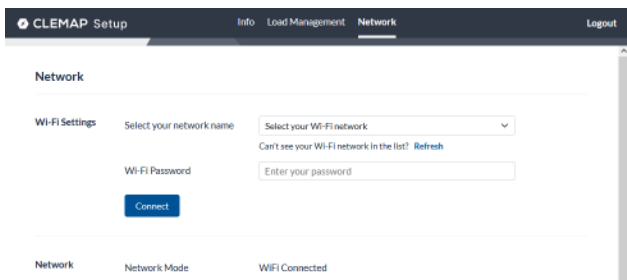 CLEMAP Setup Info Load Management Network Logout
Network
Wi-Fi Settings Select your network name Select your Wi-Fi network
Can't see your Wi-Fi network in the list? Refresh
Wi-Fi Password Enter your password
Connect
Network Network Mode WiFi Connected